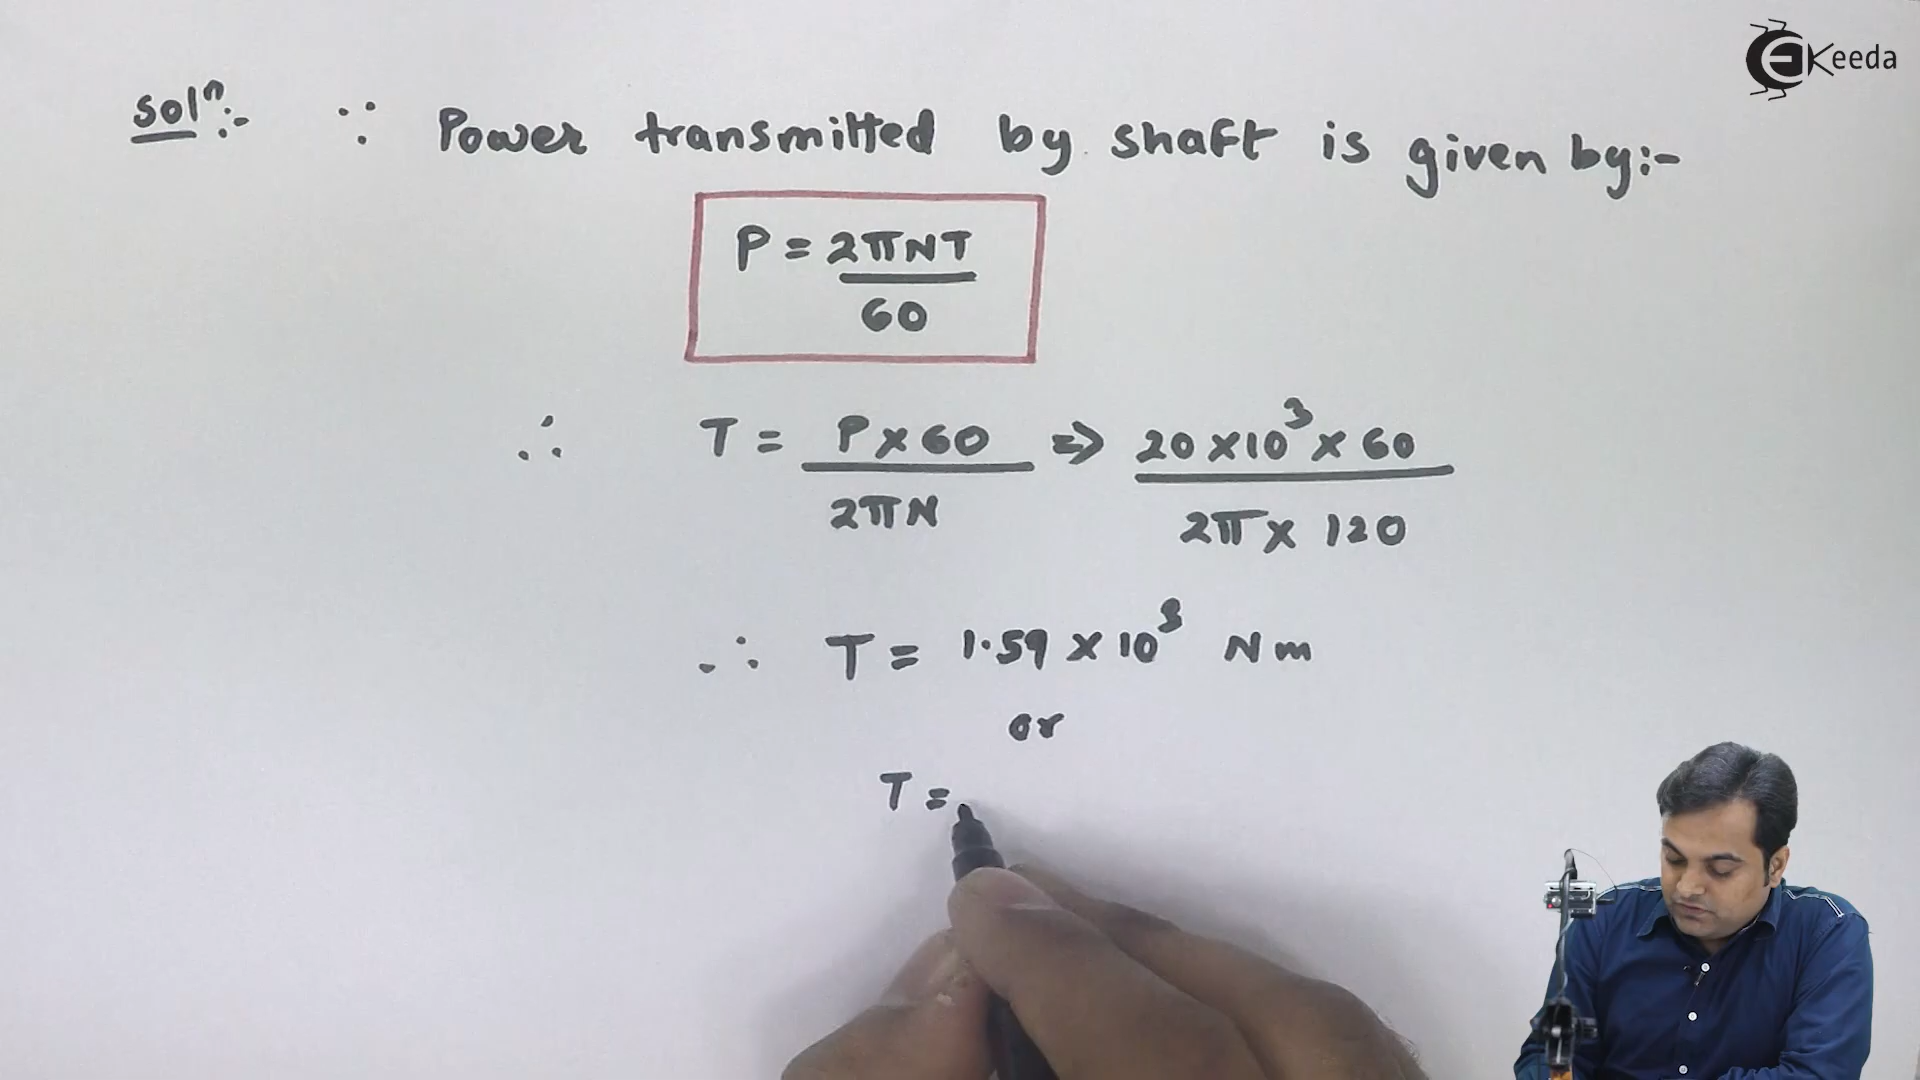 EKeeda
Solⁿ:- ∵ Power transmitted by shaft is given by:-
P = 2πNT
60
∴ T = P×60 ⇒ 20×10³×60
2πN 2π× 120
∴ T = 1.59×10³ Nm
or
T =